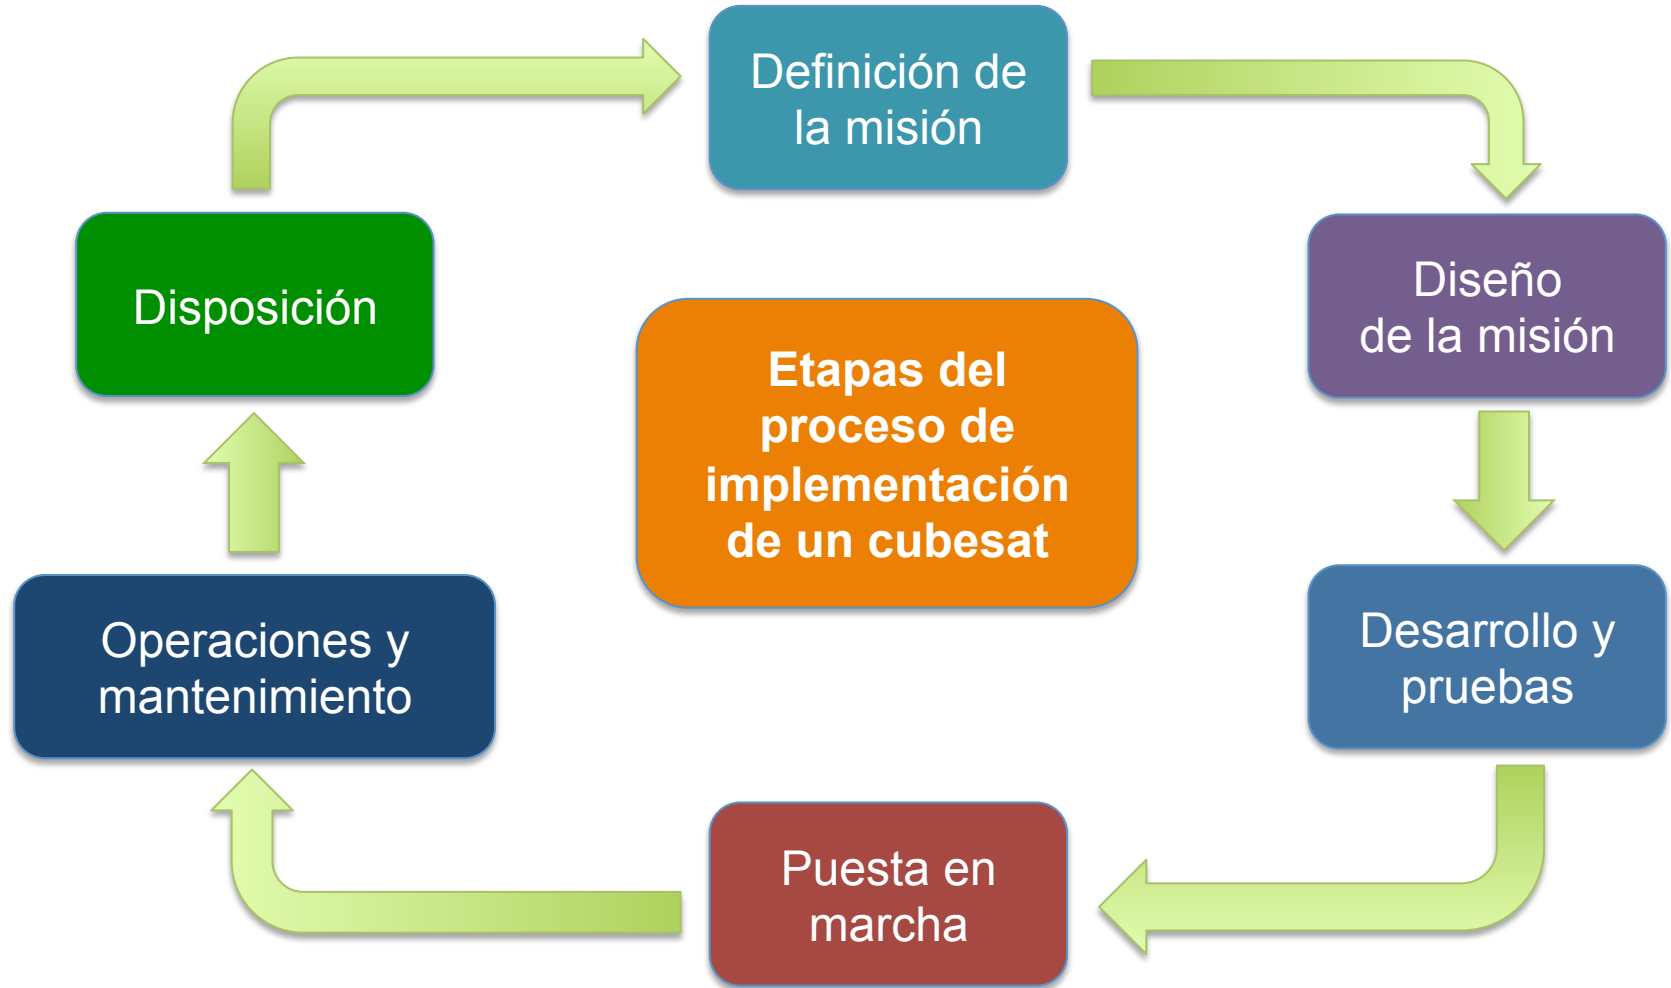 Definición de
la misión
Diseño
de la misión
Desarrollo y
pruebas
Puesta en
marcha
Operaciones y
mantenimiento
Disposición
Etapas del
proceso de
implementación
de un cubesat